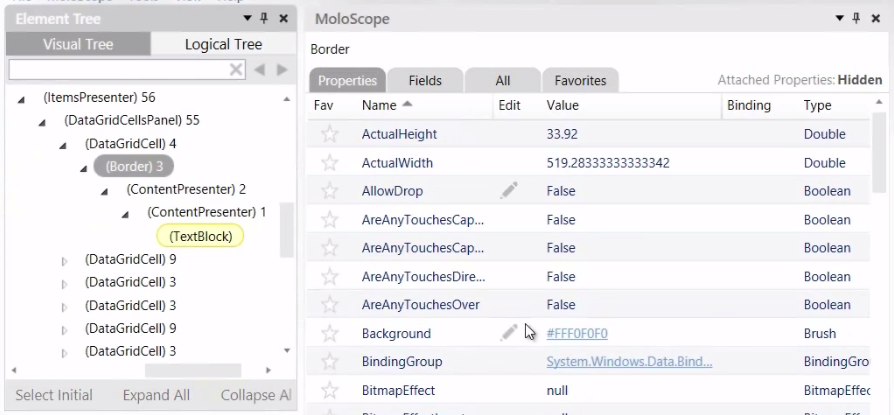 Element Tree
Visual Tree
Logical Tree
(ItemsPresenter) 56
(DataGridCellsPanel) 55
(DataGridCell) 4
(Border) 3
(ContentPresenter) 2
(ContentPresenter) 1
(TextBlock)
(DataGridCell) 9
(DataGridCell) 3
(DataGridCell) 3
(DataGridCell) 9
(DataGridCell) 3
Select Initial Expand All Collapse Al
MoloScope
Border
Properties Fields All Favorites Attached Properties: Hidden
Fav Name Edit Value Binding Type
ActualHeight 33.92 Double
ActualWidth 519.28333333333342 Double
AllowDrop False Boolean
AreAnyTouchesCap... False Boolean
AreAnyTouchesCap... False Boolean
AreAnyTouchesDire... False Boolean
AreAnyTouchesOver False Boolean
Background #FFF0F0F0 Brush
BindingGroup System.Windows.Data.Bind... BindingGro
BitmapEffect null BitmapEffec